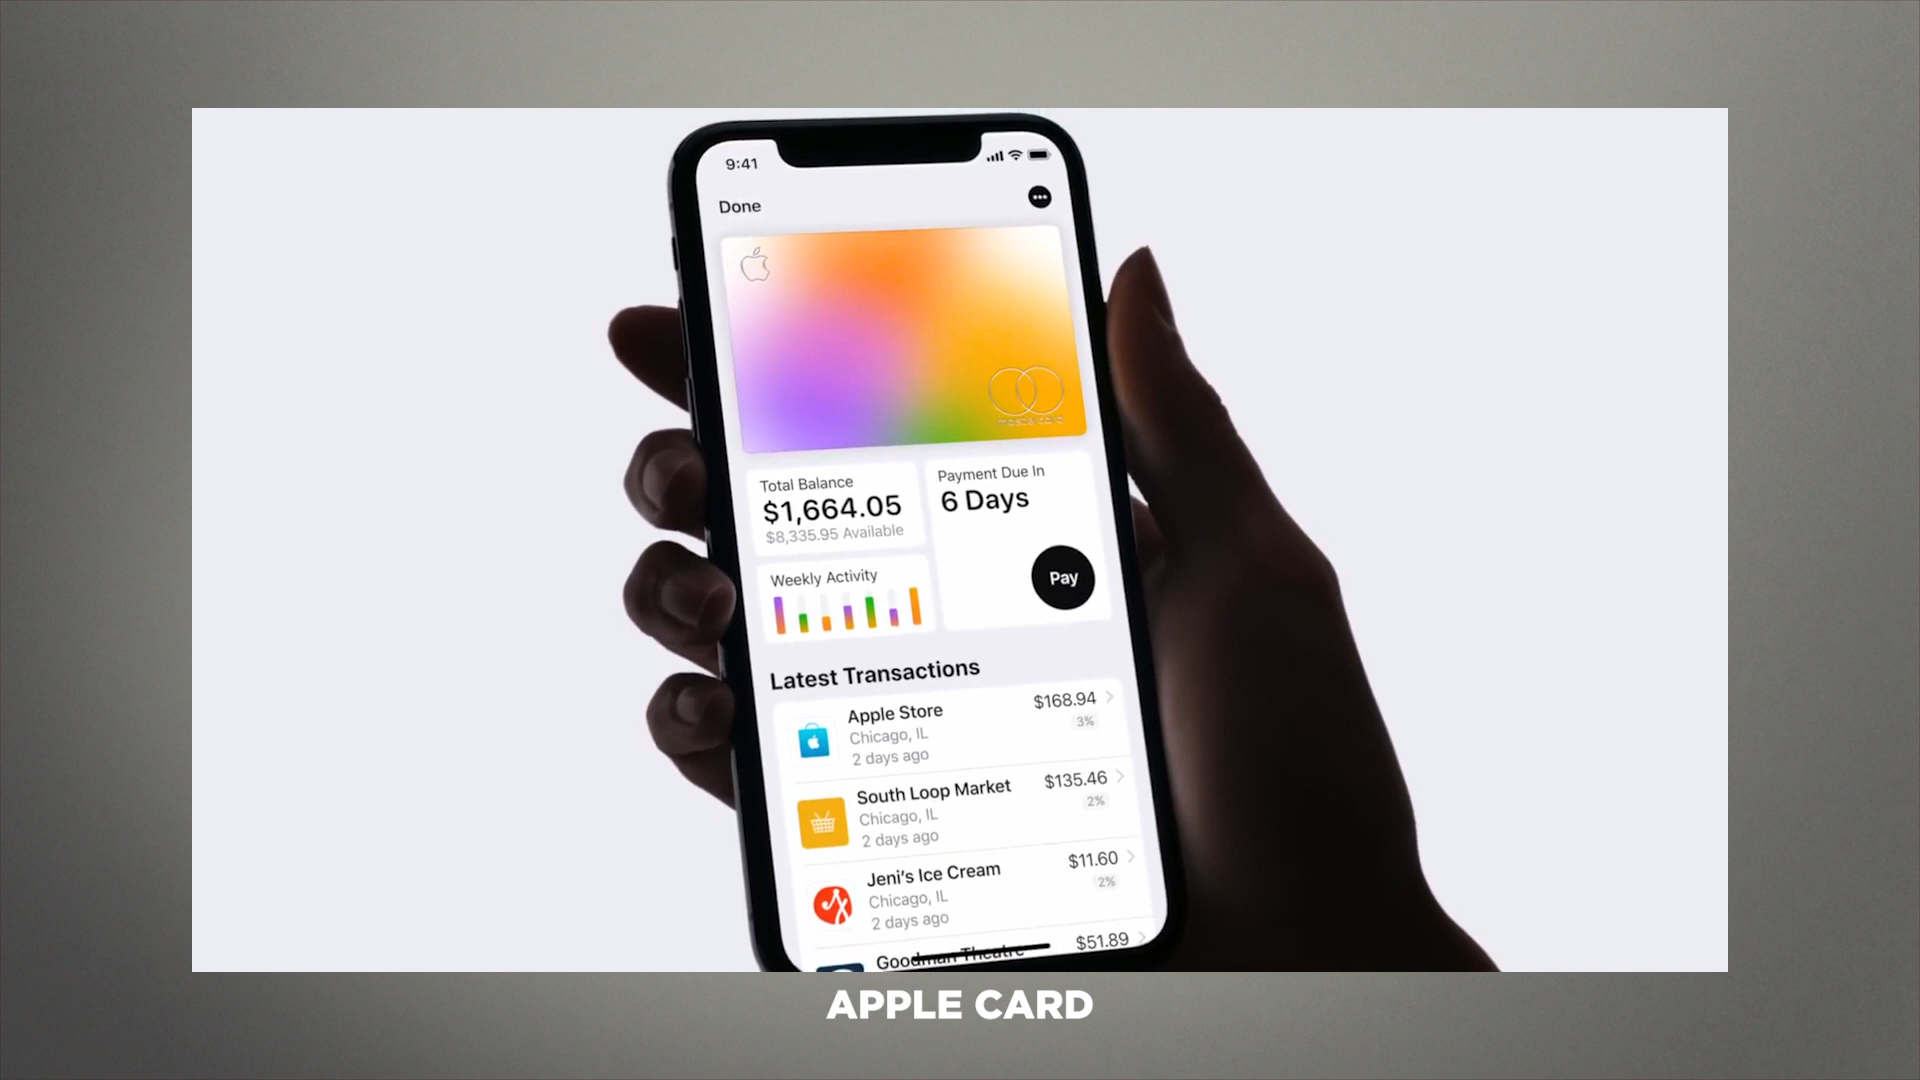 9:41
Done
mastercard
Total Balance
$1,664.05
$8,335.95 Available
Payment Due In
6 Days
Pay
Weekly Activity
Latest Transactions
Apple Store
$168.94
Chicago, IL
3%
2 days ago
South Loop Market
$135.46
Chicago, IL
2%
2 days ago
Jeni's Ice Cream
$11.60
Chicago, IL
2%
2 days ago
Goodman Theatre
$51.89
APPLE CARD